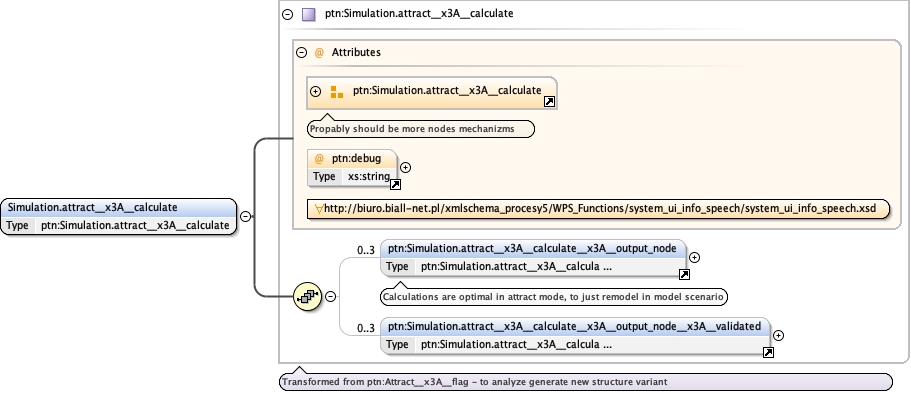 ptn:Simulation.attract__x3A__calculate
@ Attributes
ptn:Simulation.attract__x3A__calculate
Propably should be more nodes mechanizms
@ ptn:debug
Type xs:string
http://biuro.biall-net.pl/xmlschema_procesy5/WPS_Functions/system_ui_info_speech/system_ui_info_speech.xsd
Simulation.attract__x3A__calculate
Type ptn:Simulation.attract__x3A__calculate
0..3 ptn:Simulation.attract__x3A__calculate__x3A__output_node
Type ptn:Simulation.attract__x3A__calcula ...
Calculations are optimal in attract mode, to just remodel in model scenario
0..3 ptn:Simulation.attract__x3A__calculate__x3A__output_node__x3A__validated
Type ptn:Simulation.attract__x3A__calcula ...
Transformed from ptn:Attract__x3A__flag - to analyze generate new structure variant